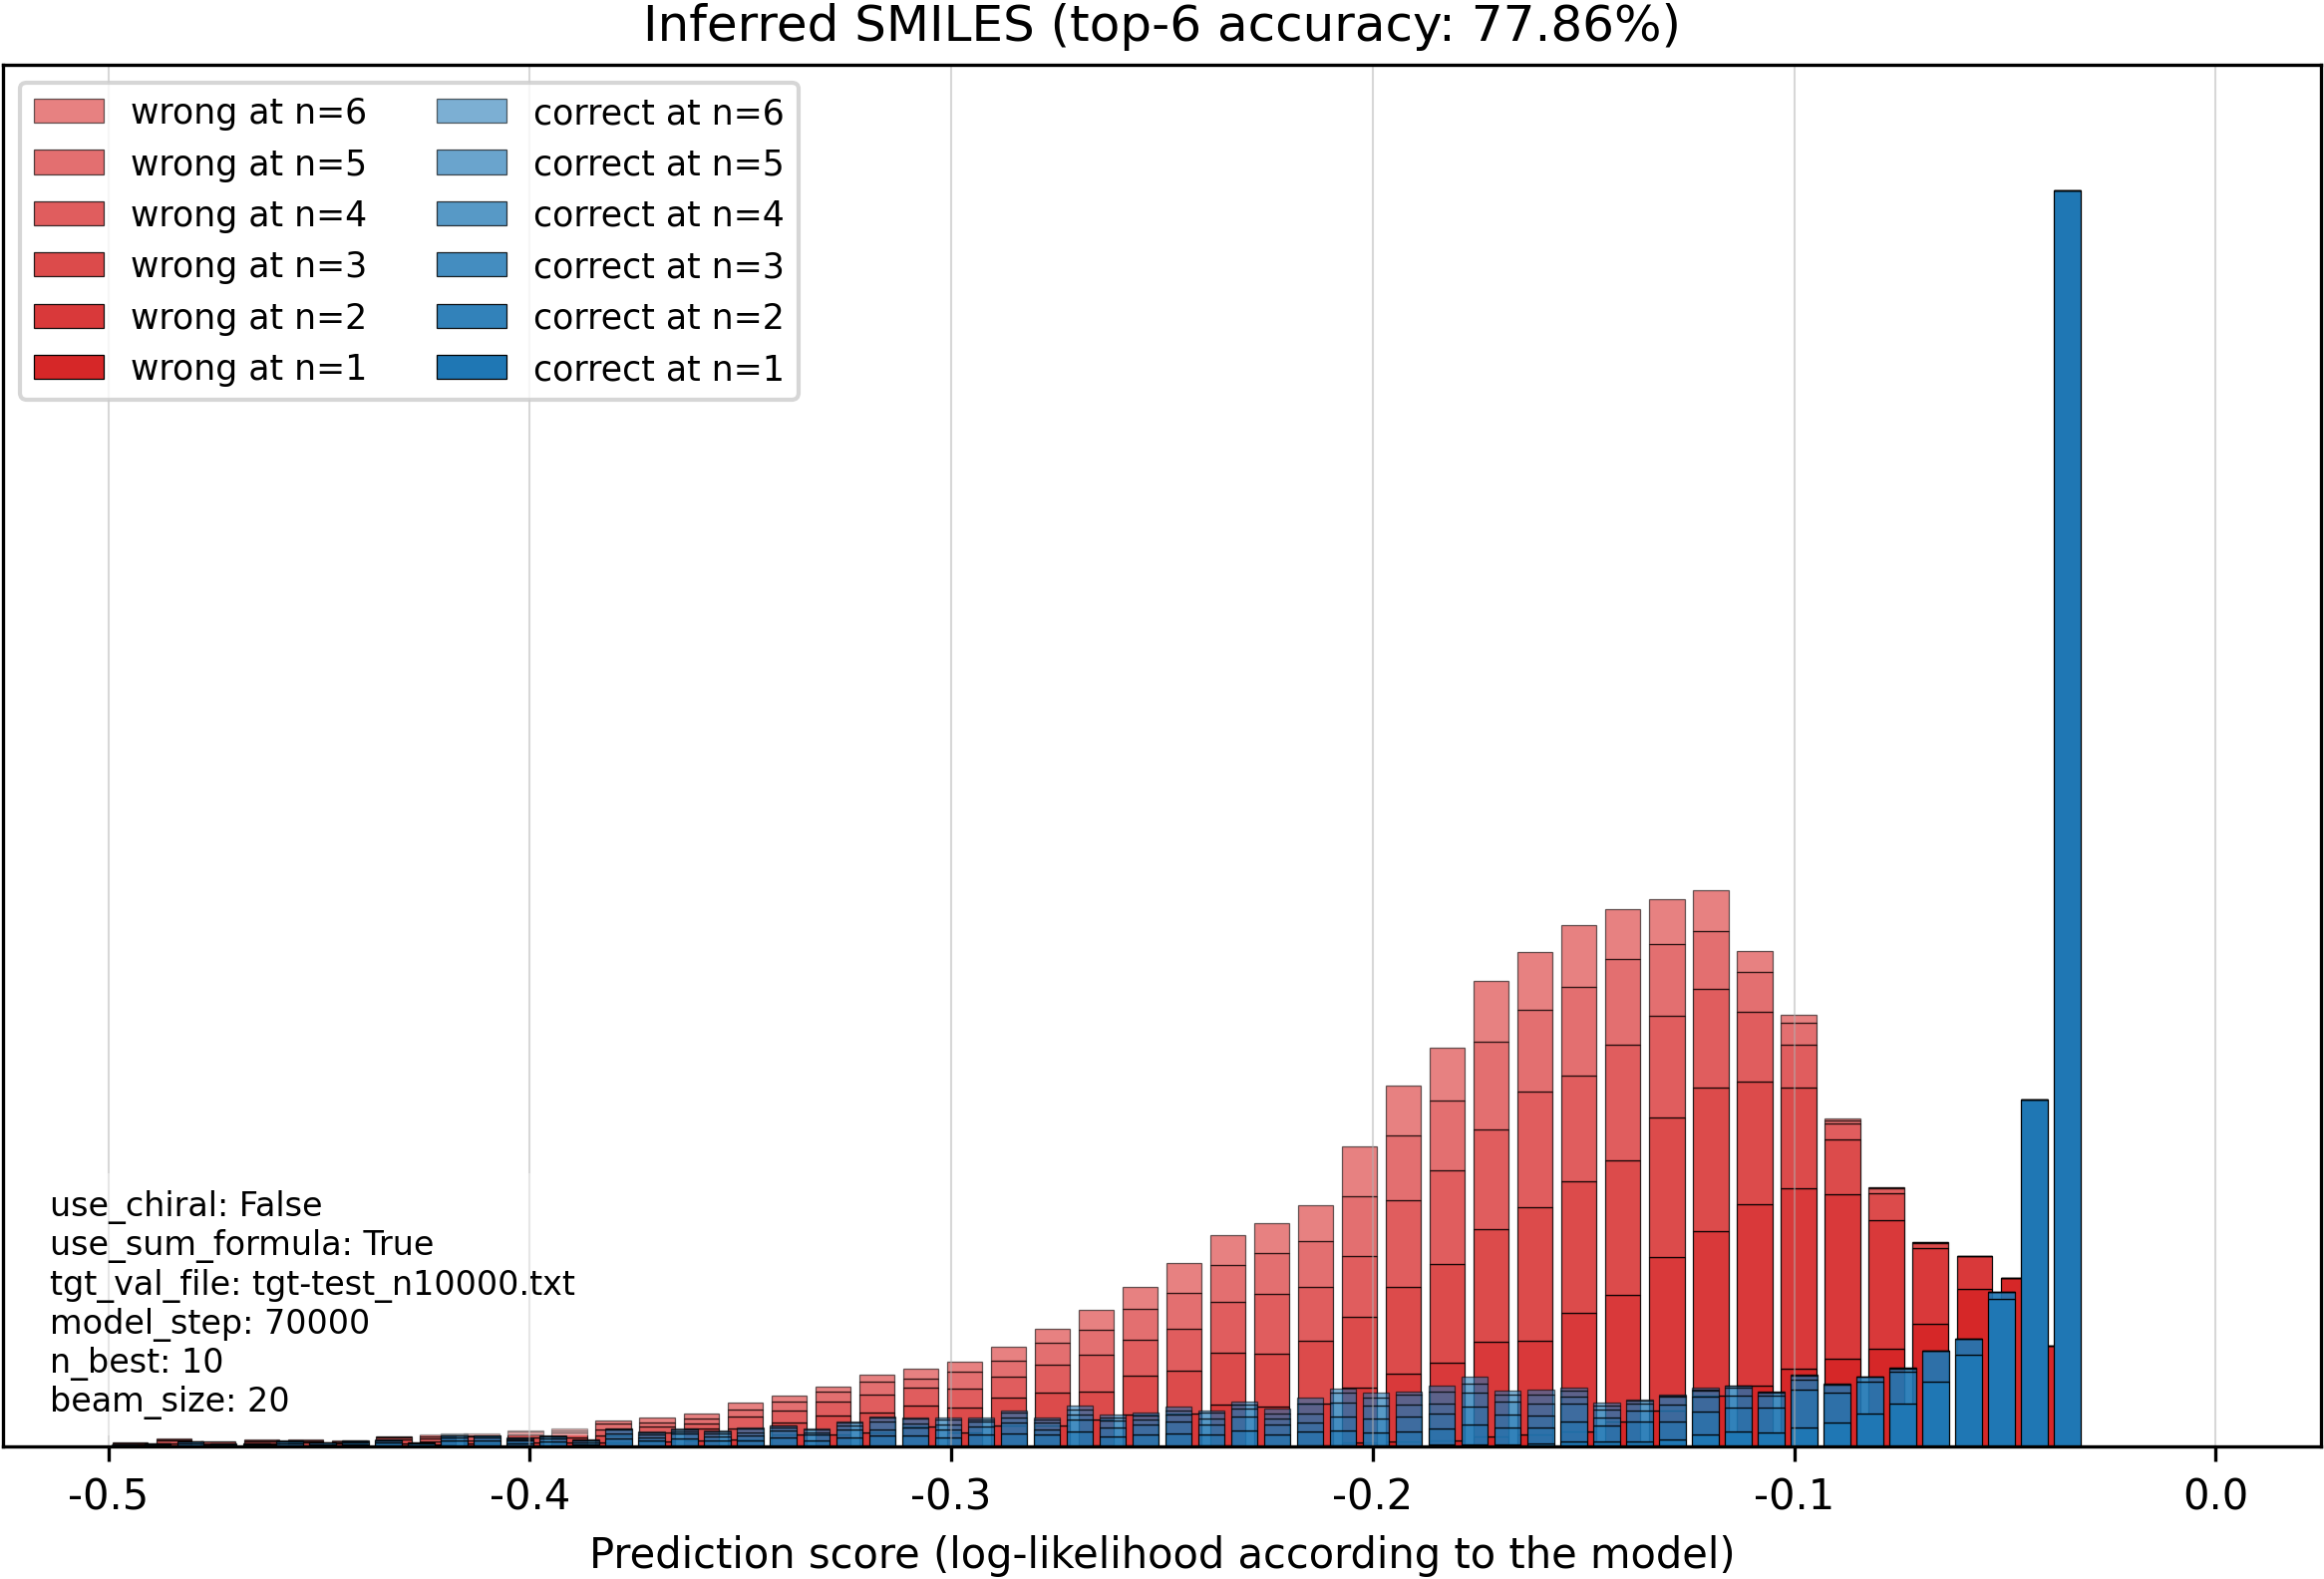 Inferred SMILES (top-6 accuracy: 77.86%)
wrong at n=6
wrong at n=5
wrong at n=4
wrong at n=3
wrong at n=2
wrong at n=1
correct at n=6
correct at n=5
correct at n=4
correct at n=3
correct at n=2
correct at n=1
use_chiral: False
use_sum_formula: True
tgt_val_file: tgt-test_n10000.txt
model_step: 70000
n_best: 10
beam_size: 20
-0.5 -0.4 -0.3 -0.2 -0.1 0.0
Prediction score (log-likelihood according to the model)